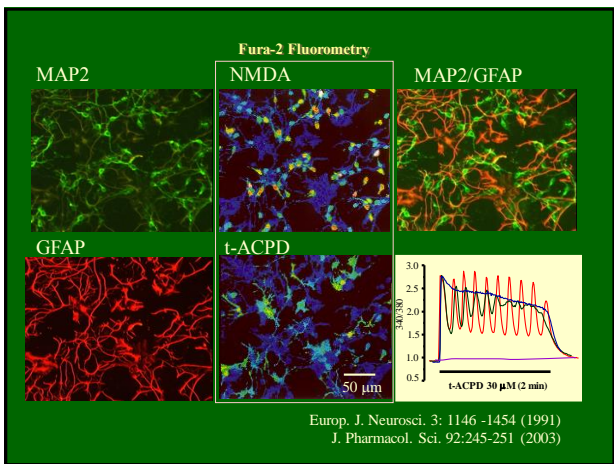 Fura-2 Fluorometry
MAP2
NMDA
MAP2/GFAP
GFAP
t-ACPD
50 μm
3.0
2.5
2.0
1.5
1.0
0.5
340/380
t-ACPD 30 μM (2 min)
Europ. J. Neurosci. 3: 1146 -1454 (1991)
J. Pharmacol. Sci. 92:245-251 (2003)